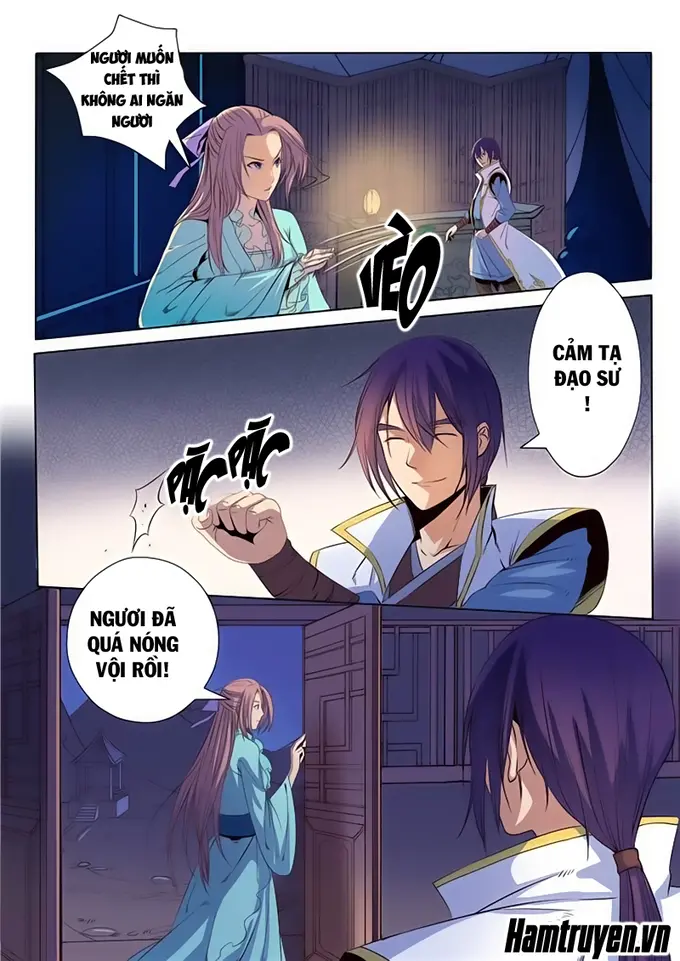 NGƯỜI MUỐN
CHẾT THÌ
KHÔNG AI NGĂN
NGƯỜI
VÈO
CẢM TẠ
ĐẠO SƯ
!
PẶC PẶC
NGƯƠI ĐÃ
QUÁ NÓNG
VỘI RỒI!
Hamtruyen.vn